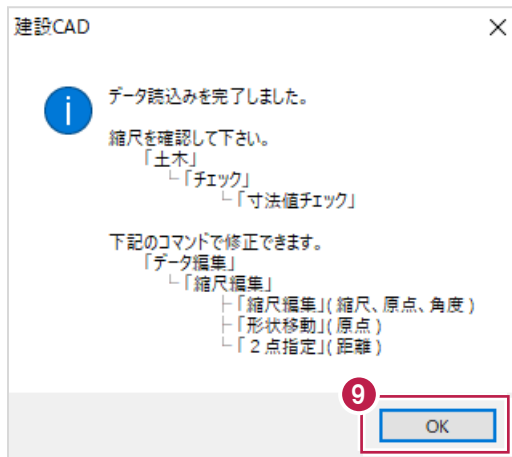 建設CAD
データ読込みを完了しました。
縮尺を確認して下さい。
「土木」
└「チェック」
└「寸法値チェック」
下記のコマンドで修正できます。
「データ編集」
└「縮尺編集」
├「縮尺編集」(縮尺、原点、角度)
├「形状移動」(原点)
└「２点指定」(距離)
9
OK